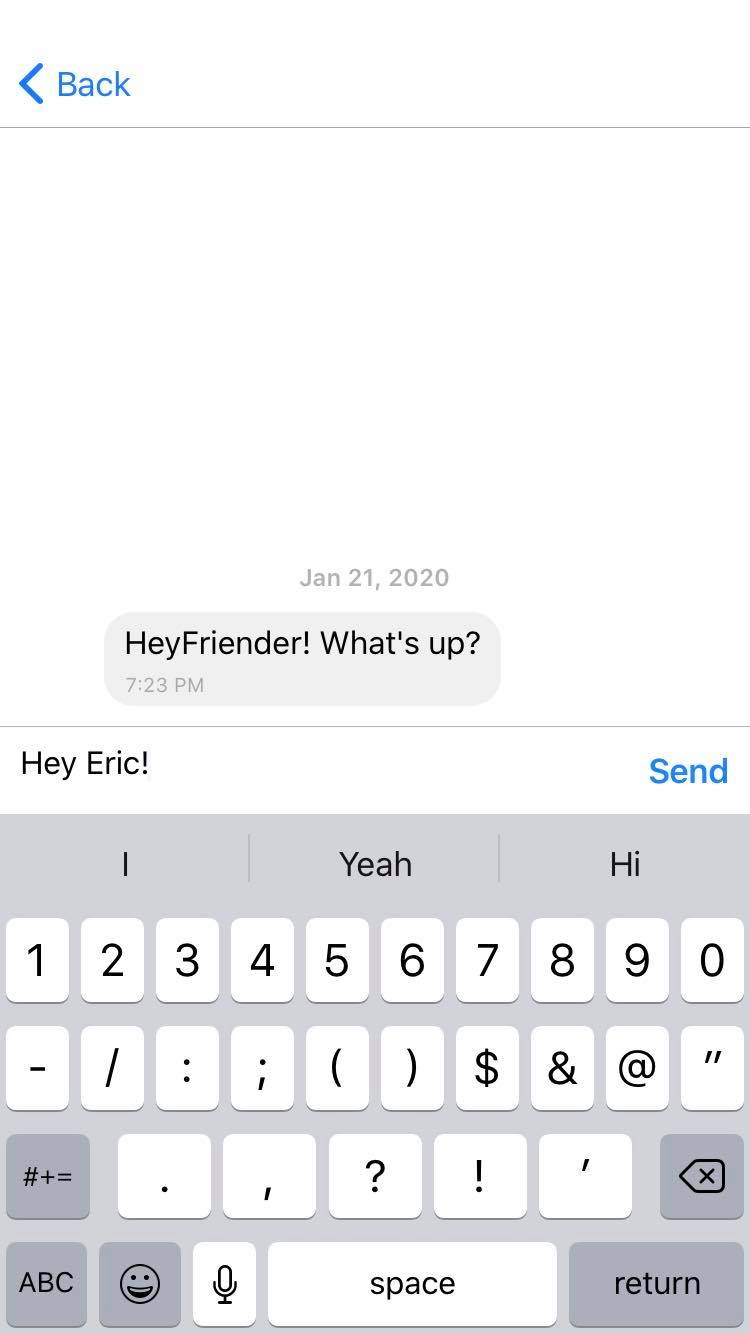 Back
Jan 21, 2020
HeyFriender! What's up?
7:23 PM
Hey Eric!
Send
I Yeah Hi
1 2 3 4 5 6 7 8 9 0
- / : ; ( ) $ & @ "
#+= . , ? ! '
ABC space return